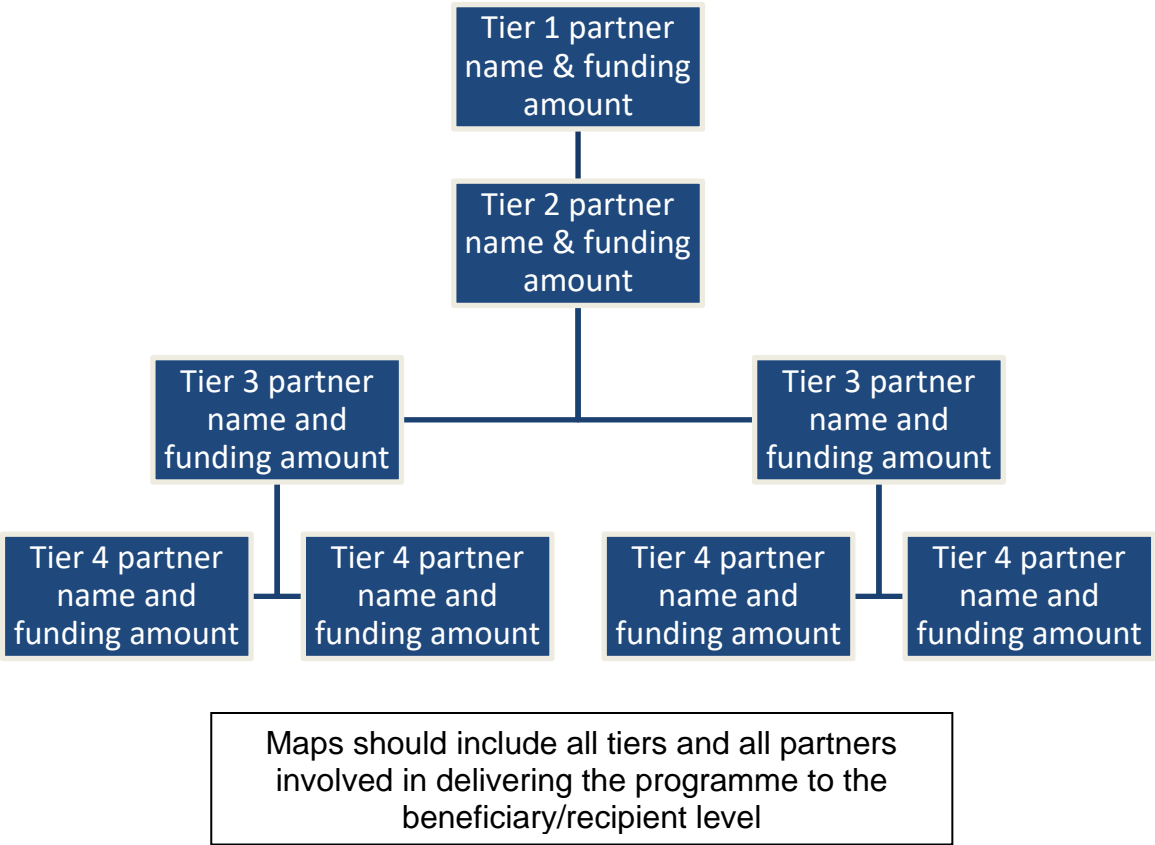 Tier 1 partner
name & funding
amount
Tier 2 partner
name & funding
amount
Tier 3 partner
name and
funding amount
Tier 3 partner
name and
funding amount
Tier 4 partner
name and
funding amount
Tier 4 partner
name and
funding amount
Tier 4 partner
name and
funding amount
Tier 4 partner
name and
funding amount
Maps should include all tiers and all partners
involved in delivering the programme to the
beneficiary/recipient level